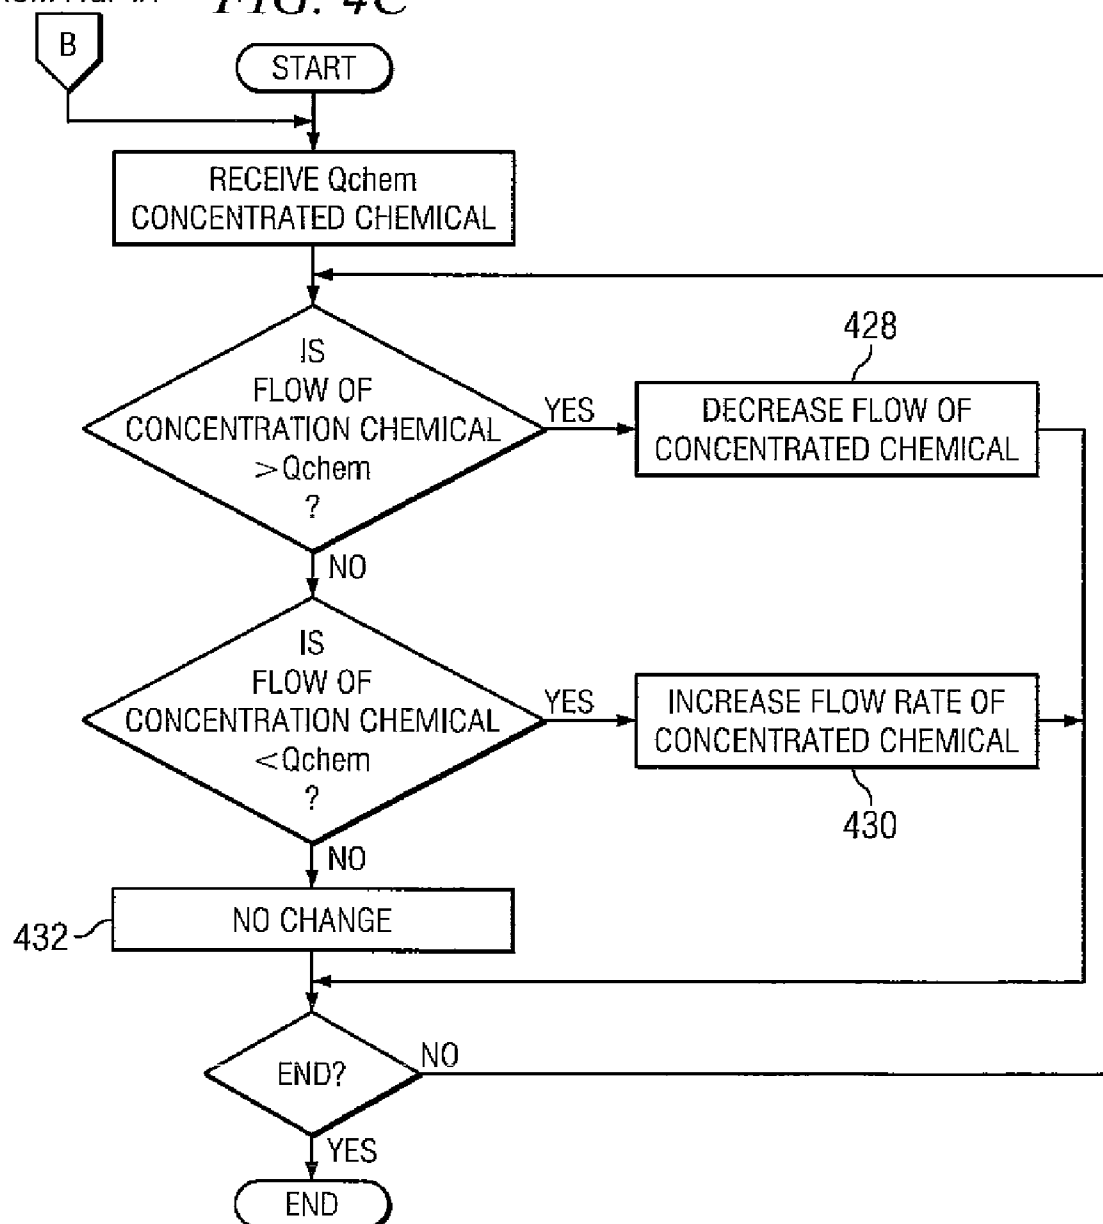 FIG. 4C
B
START
RECEIVE Qchem
CONCENTRATED CHEMICAL
IS
FLOW OF
CONCENTRATION CHEMICAL
>Qchem
?
YES
428
DECREASE FLOW OF
CONCENTRATED CHEMICAL
NO
IS
FLOW OF
CONCENTRATION CHEMICAL
<Qchem
?
YES
INCREASE FLOW RATE OF
CONCENTRATED CHEMICAL
430
NO
432
NO CHANGE
END?
NO
YES
END